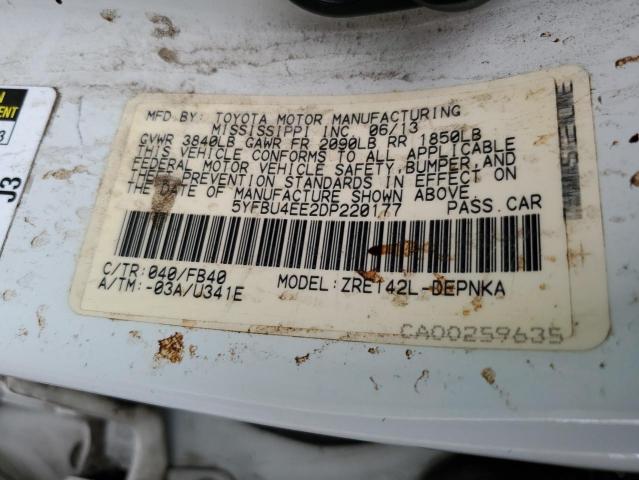 MFD BY: TOYOTA MOTOR MANUFACTURING
MISSISSIPPI INC. 06/13
GVWR 3840LB GAWR FR 2090LB RR 1850LB
THIS VEHICLE CONFORMS TO ALL APPLICABLE
FEDERAL MOTOR VEHICLE SAFETY, BUMPER, AND
THEFT PREVENTION STANDARDS IN EFFECT ON
THE DATE OF MANUFACTURE SHOWN ABOVE.
5YFBU4EE2DP220177 PASS. CAR
C/TR: 040/FB40
A/TM: -03A/U341E
MODEL: ZRE142L-DEPNKA
CA00259635
J3